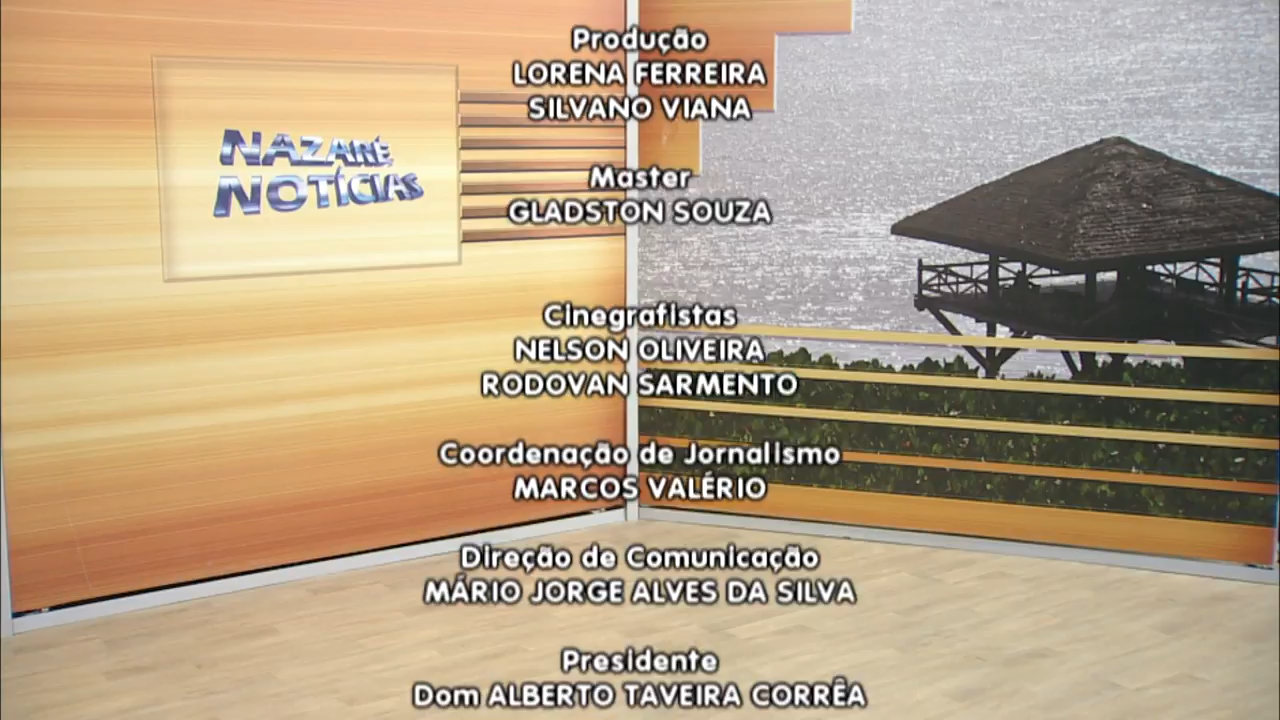 NAZARÉ
NOTÍCIAS
Produção
LORENA FERREIRA
SILVANO VIANA
Master
GLADSTON SOUZA
Cinegrafistas
NELSON OLIVEIRA
RODOVAN SARMENTO
Coordenação de Jornalismo
MARCOS VALÉRIO
Direção de Comunicação
MÁRIO JORGE ALVES DA SILVA
Presidente
Dom ALBERTO TAVEIRA CORRÊA